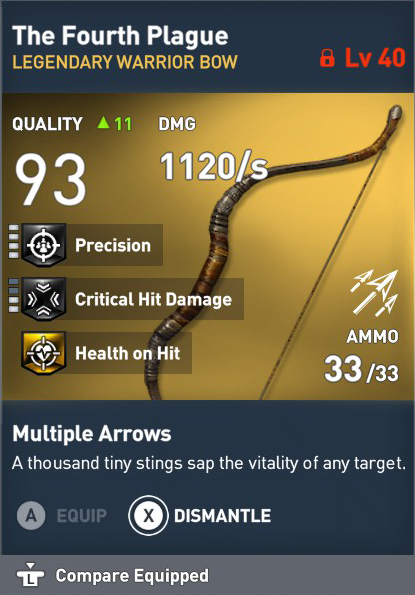 The Fourth Plague
LEGENDARY WARRIOR BOW
Lv 40
QUALITY 11 DMG
93 1120/s
Precision
Critical Hit Damage
Health on Hit
AMMO
33/33
Multiple Arrows
A thousand tiny stings sap the vitality of any target.
A EQUIP X DISMANTLE
L Compare Equipped